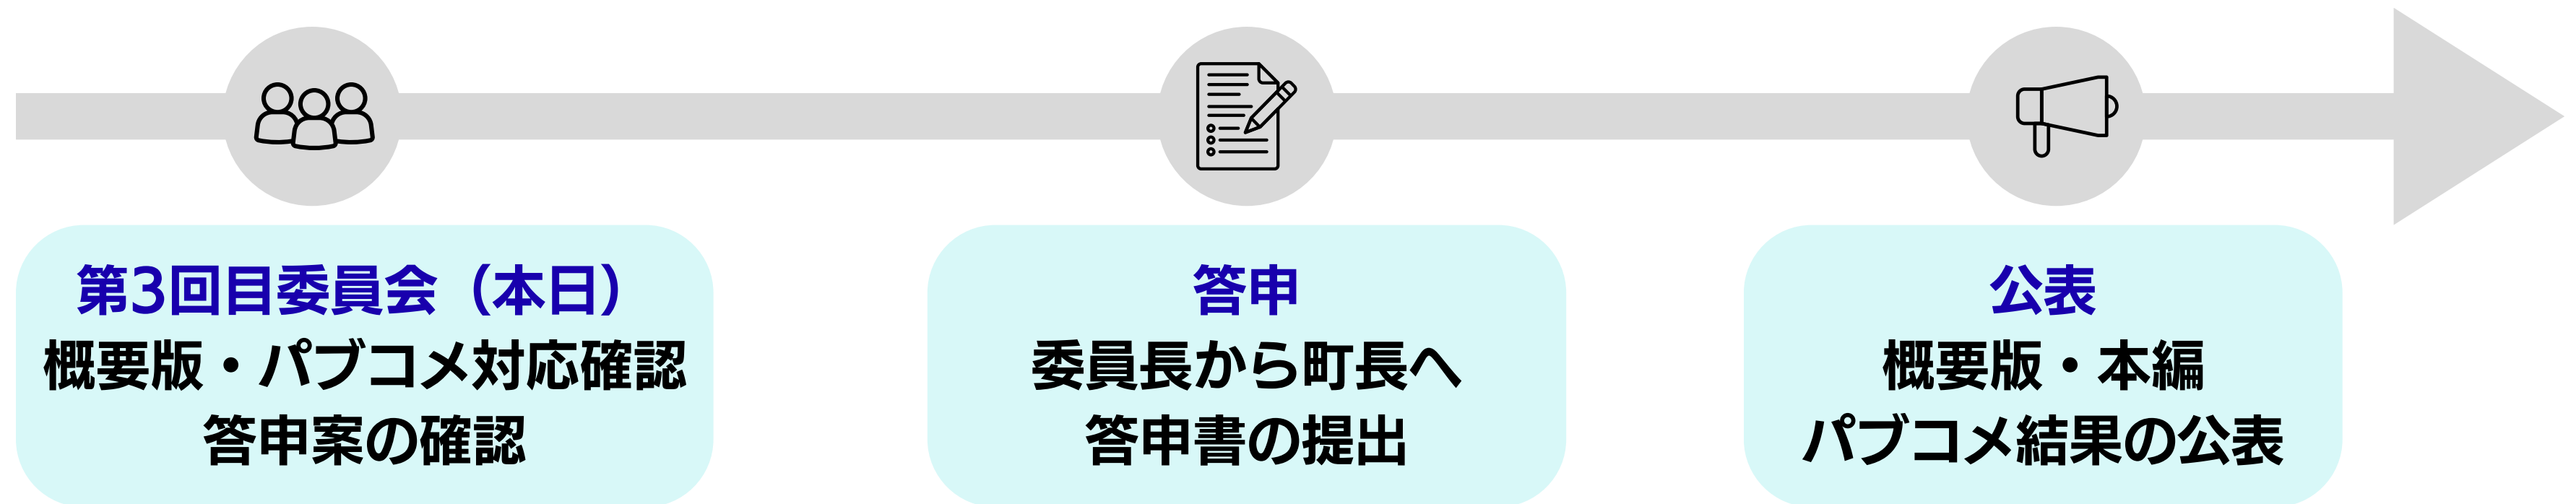 第3回目委員会（本日）
概要版・パブコメ対応確認
答申案の確認
答申
委員長から町長へ
答申書の提出
公表
概要版・本編
パブコメ結果の公表